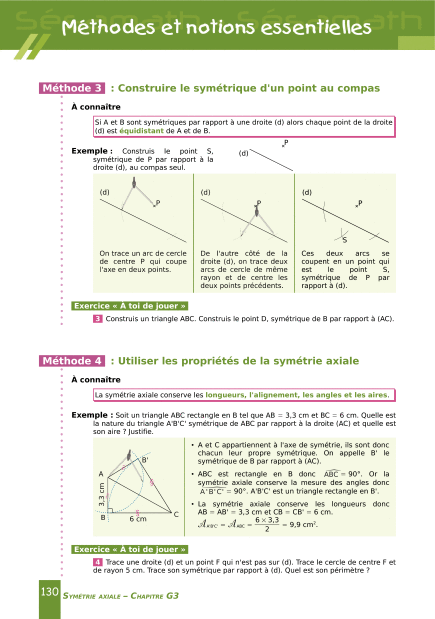 Méthodes et notions essentielles
Méthode 3 : Construire le symétrique d'un point au compas
À connaître
Si A et B sont symétriques par rapport à une droite (d) alors chaque point de la droite
(d) est équidistant de A et de B.
Exemple : Construis le point S,
symétrique de P par rapport à la
droite (d), au compas seul.
(d)
P
(d)
P
(d)
P
(d)
P
S
On trace un arc de cercle
de centre P qui coupe
l'axe en deux points.
De l'autre côté de la
droite (d), on trace deux
arcs de cercle de même
rayon et de centre les
deux points précédents.
Ces deux arcs se
coupent en un point qui
est le point S,
symétrique de P par
rapport à (d).
Exercice « À toi de jouer »
3 Construis un triangle ABC. Construis le point D, symétrique de B par rapport à (AC).
Méthode 4 : Utiliser les propriétés de la symétrie axiale
À connaître
La symétrie axiale conserve les longueurs, l'alignement, les angles et les aires.
Exemple : Soit un triangle ABC rectangle en B tel que AB = 3,3 cm et BC = 6 cm. Quelle est
la nature du triangle A'B'C' symétrique de ABC par rapport à la droite (AC) et quelle est
son aire ? Justifie.
B'
A
3,3 cm
B
6 cm
C
• A et C appartiennent à l'axe de symétrie, ils sont donc
chacun leur propre symétrique. On appelle B' le
symétrique de B par rapport à (AC).
• ABC est rectangle en B donc ABC = 90°. Or la
symétrie axiale conserve la mesure des angles donc
A'B'C' = 90°. A'B'C' est un triangle rectangle en B'.
• La symétrie axiale conserve les longueurs donc
AB = AB' = 3,3 cm et CB = CB' = 6 cm.
𝒜A'B'C' = 𝒜ABC = 6 × 3,3 / 2 = 9,9 cm².
Exercice « À toi de jouer »
4 Trace une droite (d) et un point F qui n'est pas sur (d). Trace le cercle de centre F et
de rayon 5 cm. Trace son symétrique par rapport à (d). Quel est son périmètre ?
130 SYMÉTRIE AXIALE – CHAPITRE G3